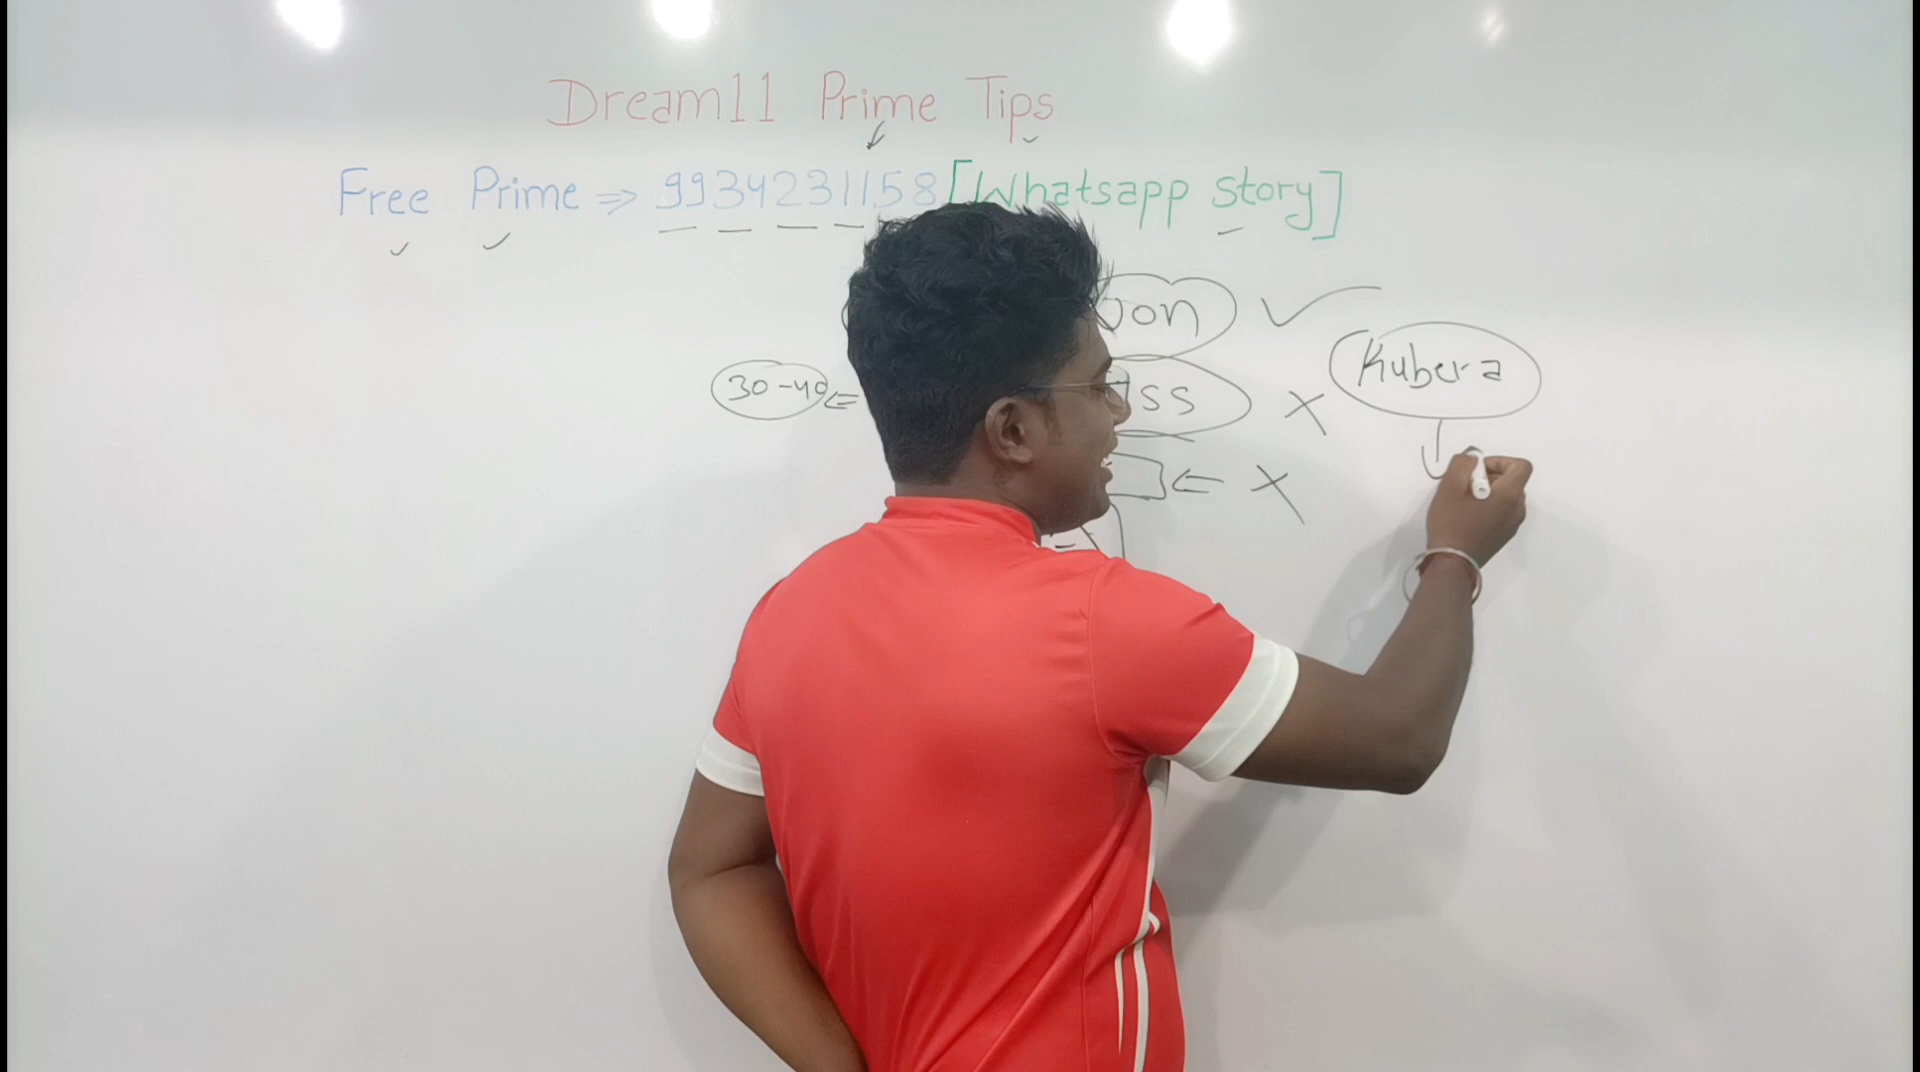 Dream11 Prime Tips
Free Prime ⇒ 9934231158 [Whatsapp story]
on ✓
Kubera
30-40 ⇐
ss ×
⇐ ×